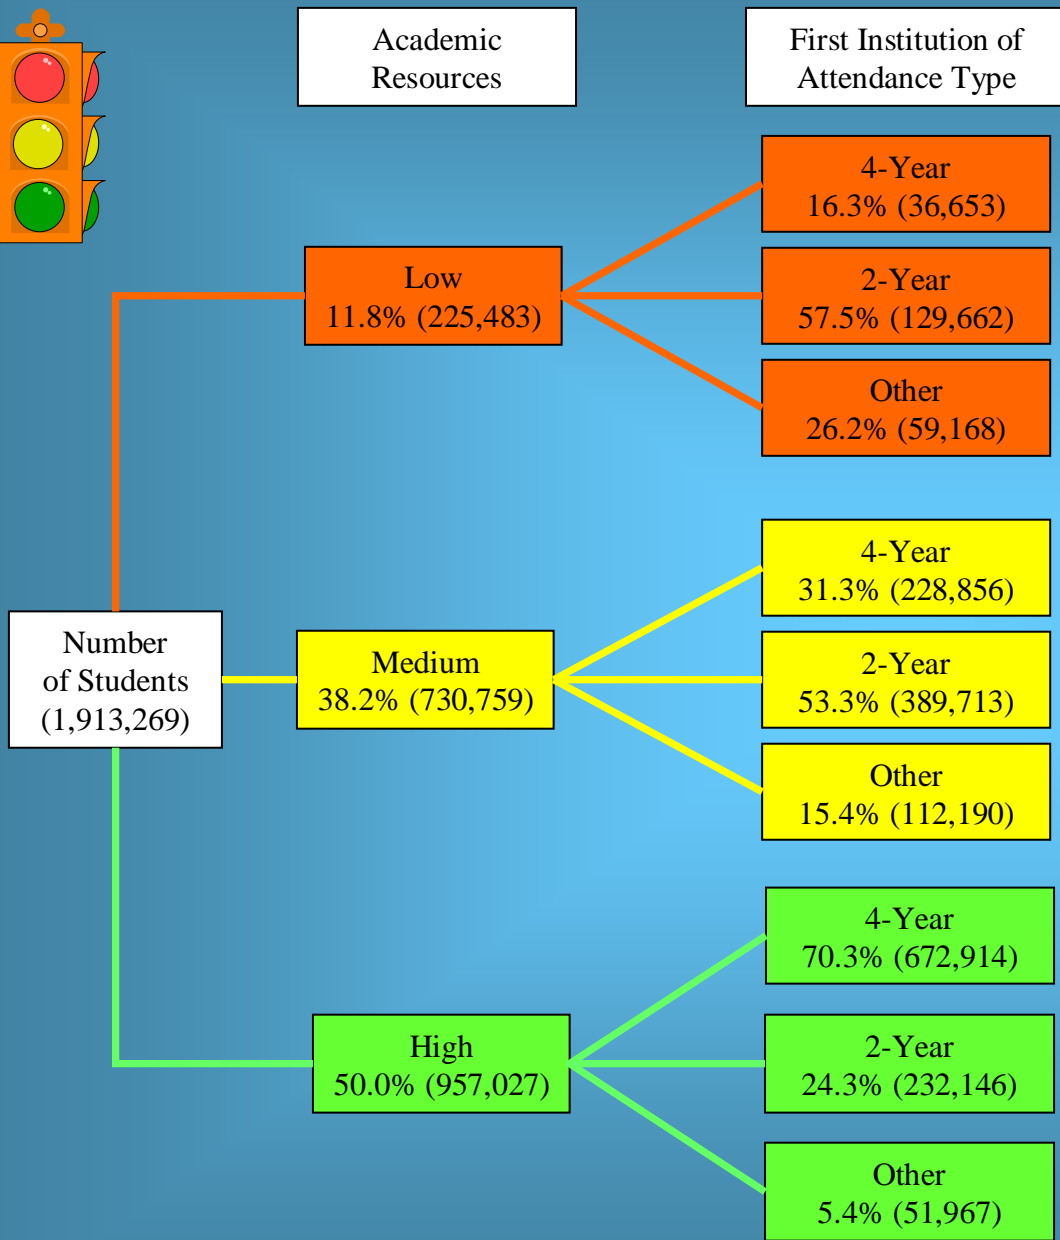 Academic
Resources
First Institution of
Attendance Type
4-Year
16.3% (36,653)
Low
11.8% (225,483)
2-Year
57.5% (129,662)
Other
26.2% (59,168)
4-Year
31.3% (228,856)
Number
of Students
(1,913,269)
Medium
38.2% (730,759)
2-Year
53.3% (389,713)
Other
15.4% (112,190)
4-Year
70.3% (672,914)
High
50.0% (957,027)
2-Year
24.3% (232,146)
Other
5.4% (51,967)